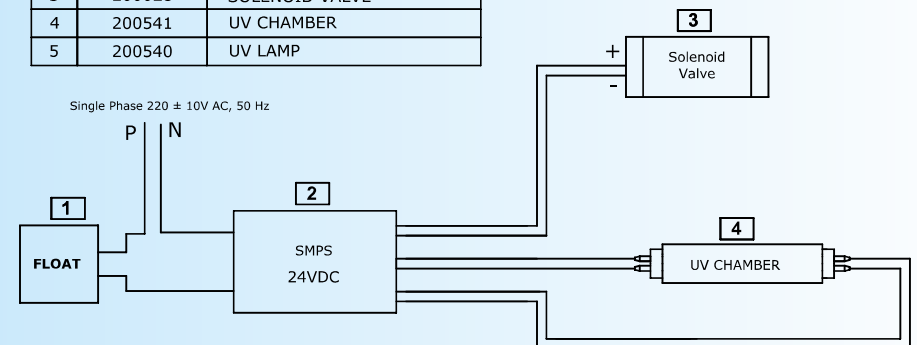 4 200541 UV CHAMBER
5 200540 UV LAMP
3
+
Solenoid
Valve
-
Single Phase 220 ± 10V AC, 50 Hz
P N
1
2
FLOAT
SMPS
24VDC
4
UV CHAMBER